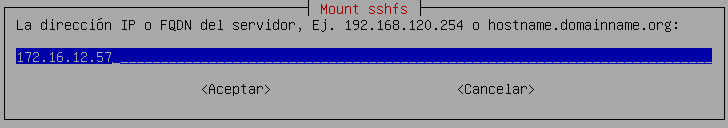 Mount sshfs
La dirección IP o FQDN del servidor, Ej. 192.168.120.254 o hostname.domainname.org:
172.16.12.57
<Aceptar> <Cancelar>